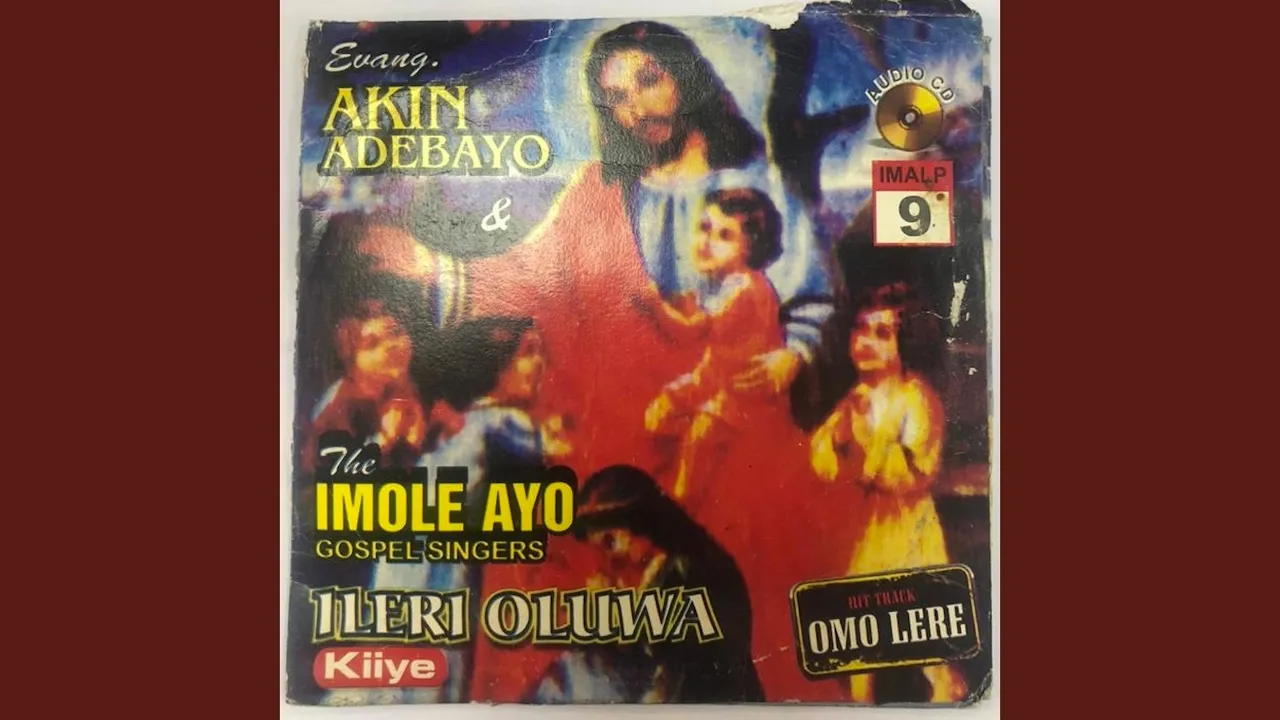 Evang.
AKIN
ADEBAYO
&
The
IMOLE AYO
GOSPEL SINGERS
ILERI OLUWA
Kiiye
AUDIO CD
IMALP
9
HIT TRACK
OMO LERE